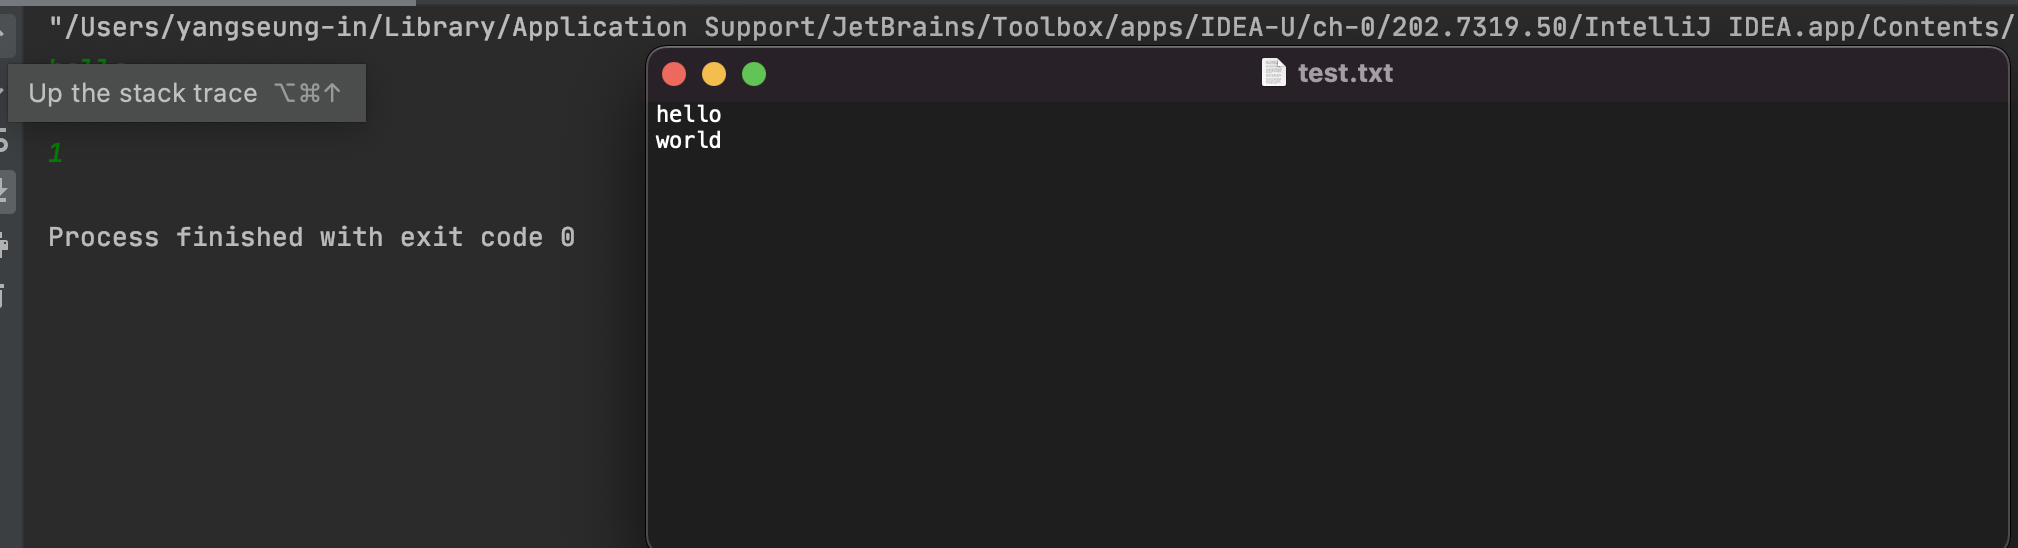 "/Users/yangseung-in/Library/Application Support/JetBrains/Toolbox/apps/IDEA-U/ch-0/202.7319.50/IntelliJ IDEA.app/Contents/
Up the stack trace ⌥⌘↑
1
Process finished with exit code 0
test.txt
hello
world